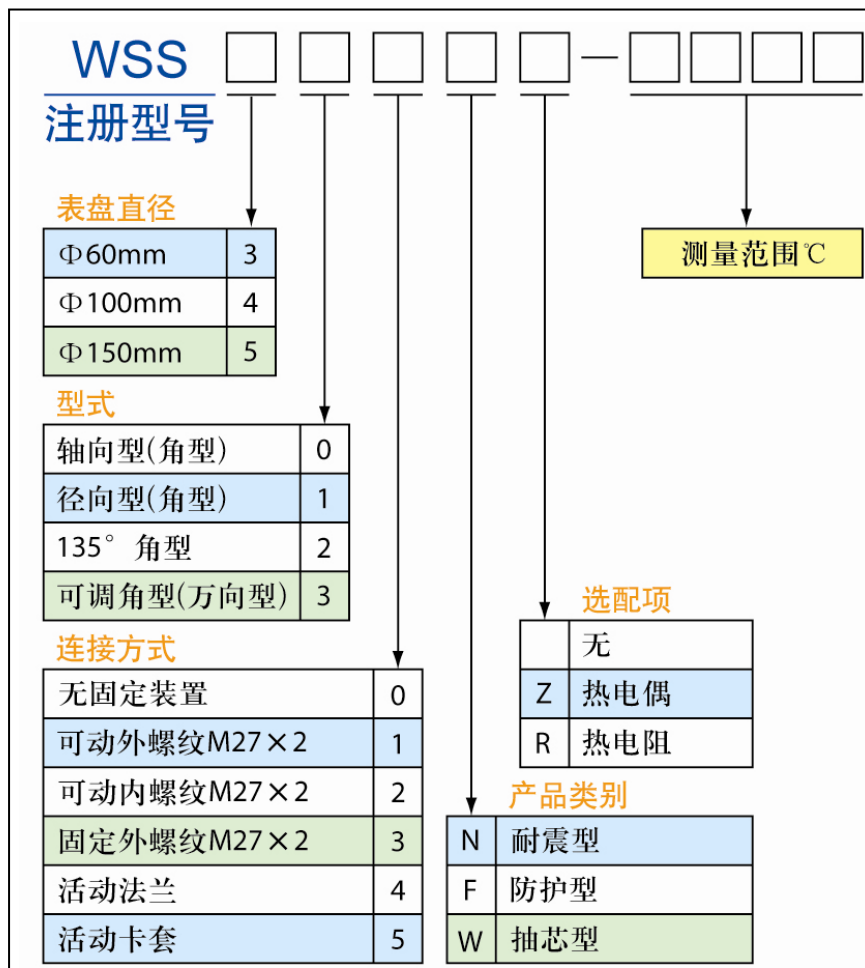 WSS □ □ □ □ □ — □□□□
注册型号
表盘直径
Φ60mm 3
Φ100mm 4
Φ150mm 5
测量范围℃
型式
轴向型(角型) 0
径向型(角型) 1
135°角型 2
可调角型(万向型) 3
连接方式
无固定装置 0
可动外螺纹M27×2 1
可动内螺纹M27×2 2
固定外螺纹M27×2 3
活动法兰 4
活动卡套 5
选配项
无
Z 热电偶
R 热电阻
产品类别
N 耐震型
F 防护型
W 抽芯型